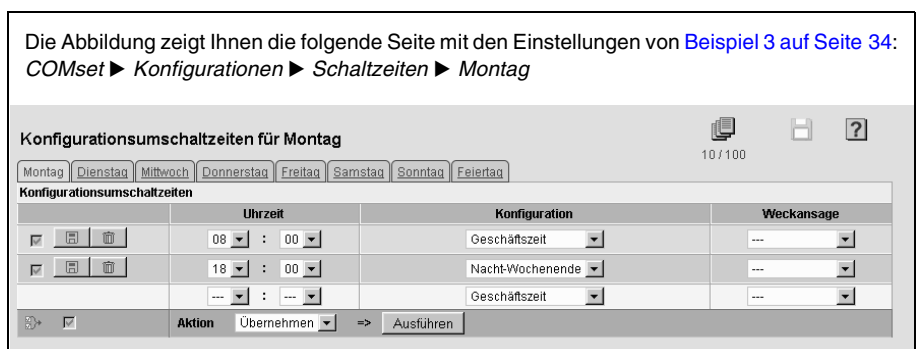 Die Abbildung zeigt Ihnen die folgende Seite mit den Einstellungen von Beispiel 3 auf Seite 34:
COMset ▶ Konfigurationen ▶ Schaltzeiten ▶ Montag
Konfigurationsumschaltzeiten für Montag
10 / 100
?
Montag Dienstag Mittwoch Donnerstag Freitag Samstag Sonntag Feiertag
Konfigurationsumschaltzeiten
Uhrzeit Konfiguration Weckansage
08 : 00 Geschäftszeit ---
18 : 00 Nacht-Wochenende ---
--- : --- Geschäftszeit ---
Aktion Übernehmen => Ausführen